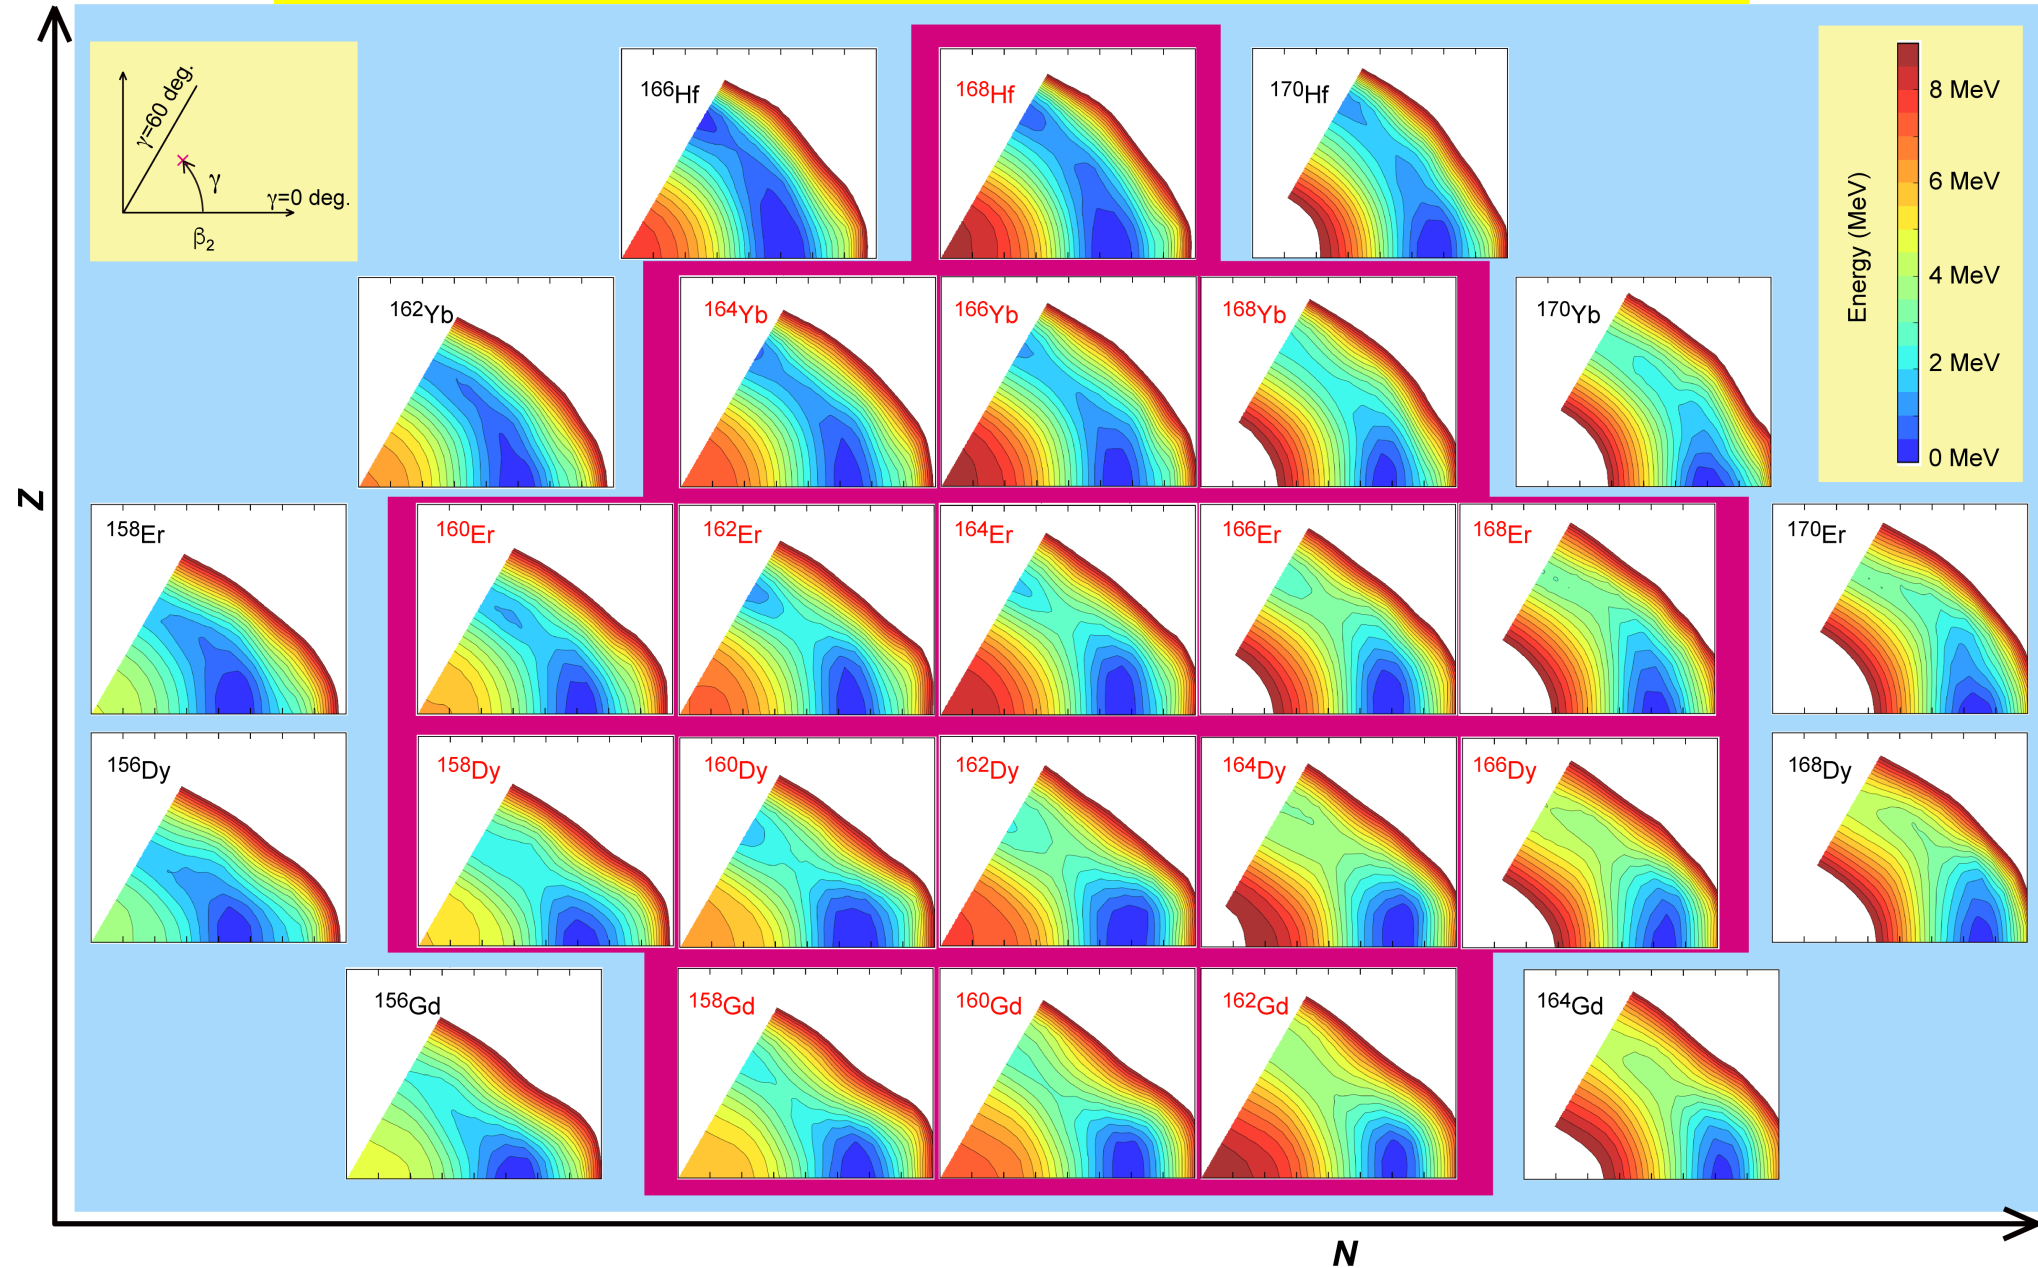 Z
γ=60 deg.
γ
γ=0 deg.
β2
166Hf
168Hf
170Hf
Energy (MeV)
8 MeV
6 MeV
4 MeV
2 MeV
0 MeV
162Yb
164Yb
166Yb
168Yb
170Yb
158Er
160Er
162Er
164Er
166Er
168Er
170Er
156Dy
158Dy
160Dy
162Dy
164Dy
166Dy
168Dy
156Gd
158Gd
160Gd
162Gd
164Gd
N